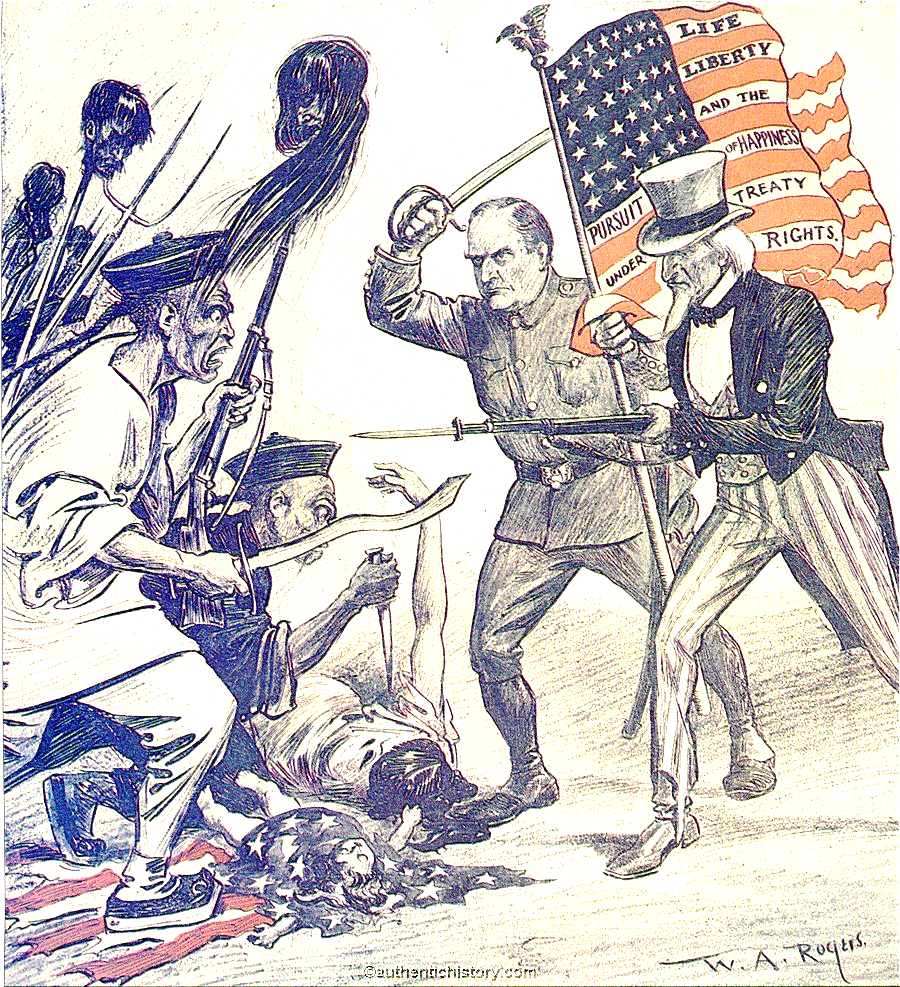 LIFE
LIBERTY
AND THE
PURSUIT OF HAPPINESS
UNDER TREATY
RIGHTS.
W. A. Rogers.
©authentichistory.com